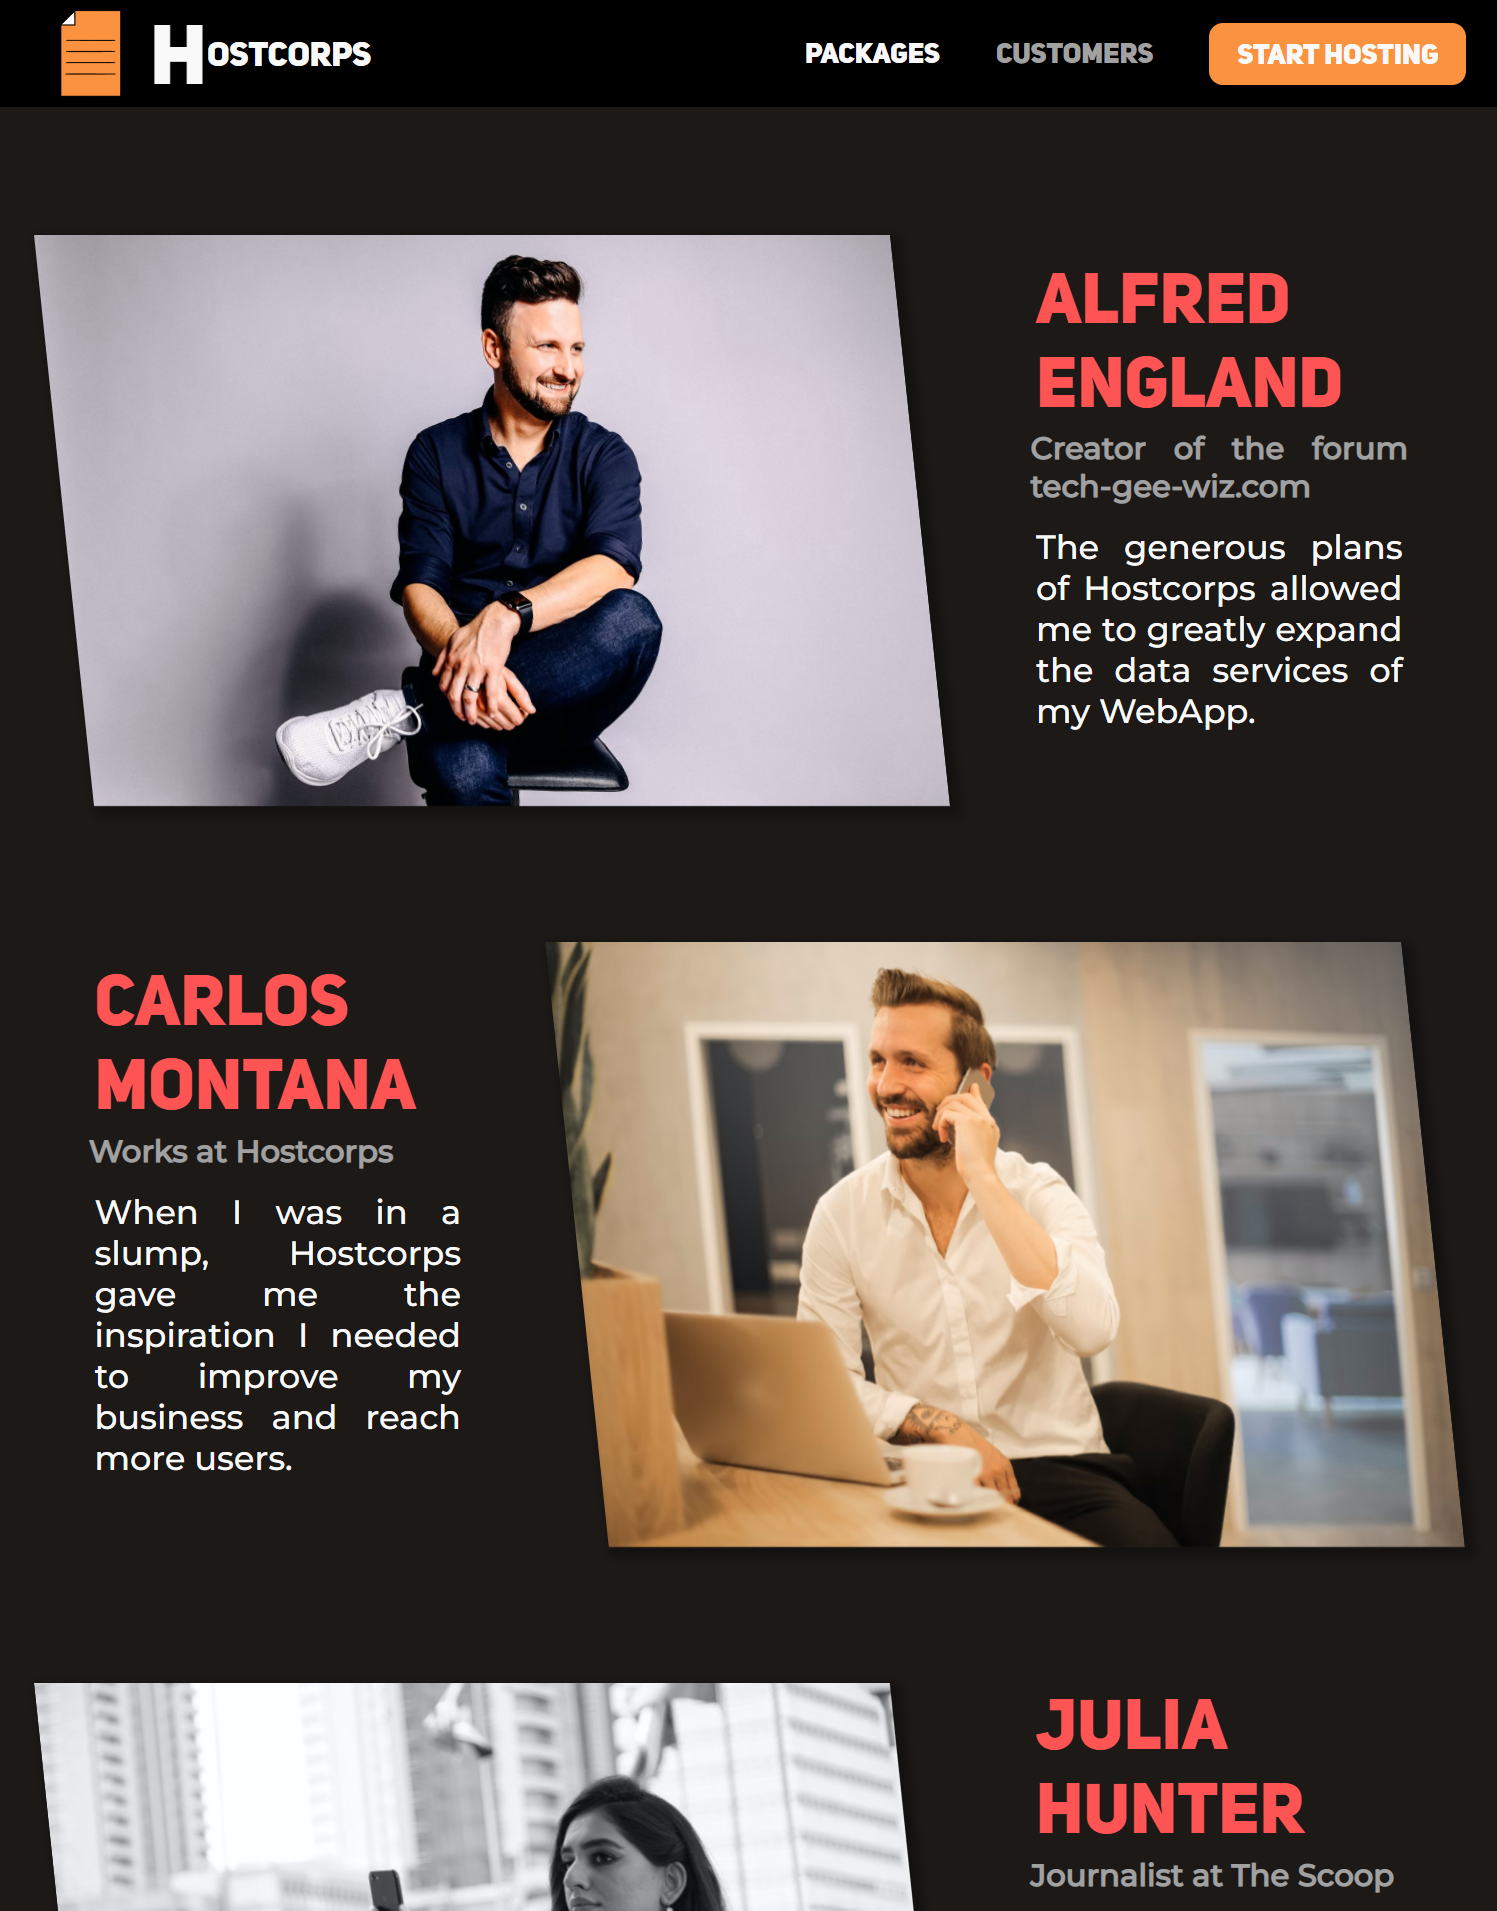 HOSTCORPS
PACKAGES
CUSTOMERS
START HOSTING
ALFRED
ENGLAND
Creator of the forum
tech-gee-wiz.com
The generous plans
of Hostcorps allowed
me to greatly expand
the data services of
my WebApp.
CARLOS
MONTANA
Works at Hostcorps
When I was in a
slump, Hostcorps
gave me the
inspiration I needed
to improve my
business and reach
more users.
JULIA
HUNTER
Journalist at The Scoop